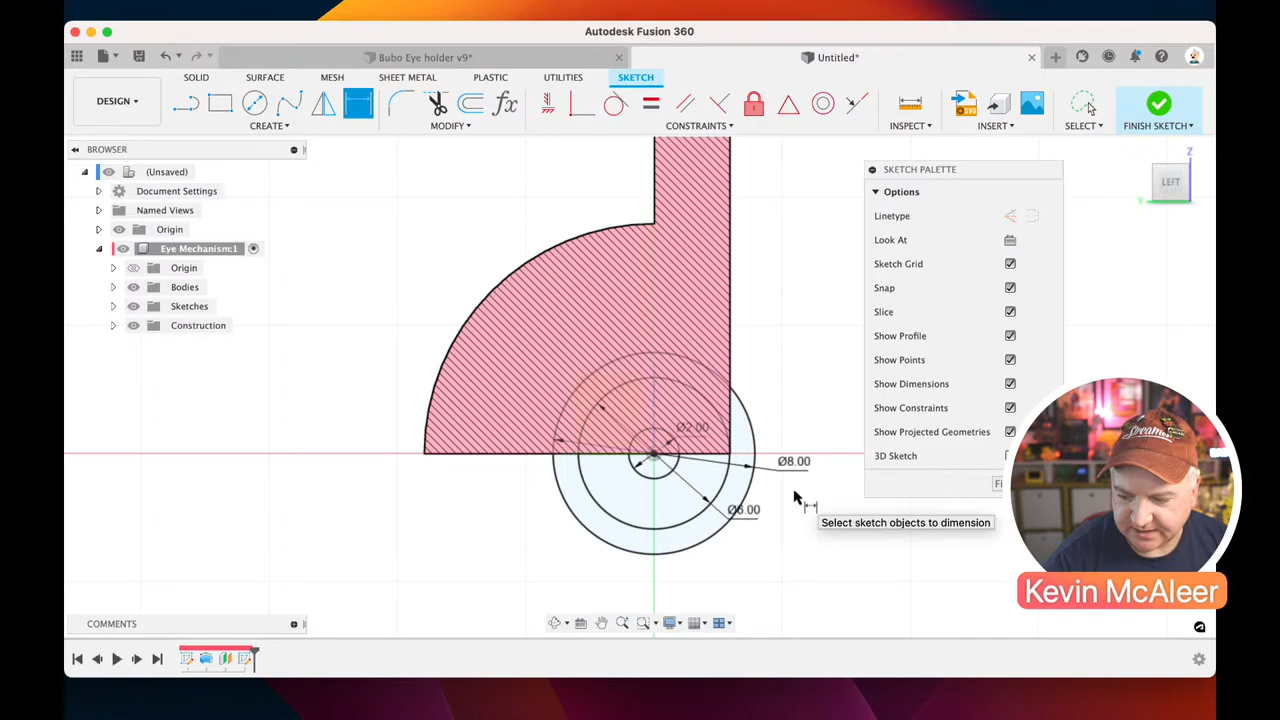 Autodesk Fusion 360
Bubo Eye holder v9*
Untitled*
DESIGN
SOLID
SURFACE
MESH
SHEET METAL
PLASTIC
UTILITIES
SKETCH
CREATE
MODIFY
CONSTRAINTS
INSPECT
INSERT
SELECT
FINISH SKETCH
BROWSER
(Unsaved)
Document Settings
Named Views
Origin
Eye Mechanism:1
Origin
Bodies
Sketches
Construction
SKETCH PALETTE
Options
Linetype
Look At
Sketch Grid
Snap
Slice
Show Profile
Show Points
Show Dimensions
Show Constraints
Show Projected Geometries
3D Sketch
Z
LEFT
Y
Ø2.00
Ø8.00
Ø6.00
Select sketch objects to dimension
Kevin McAleer
COMMENTS